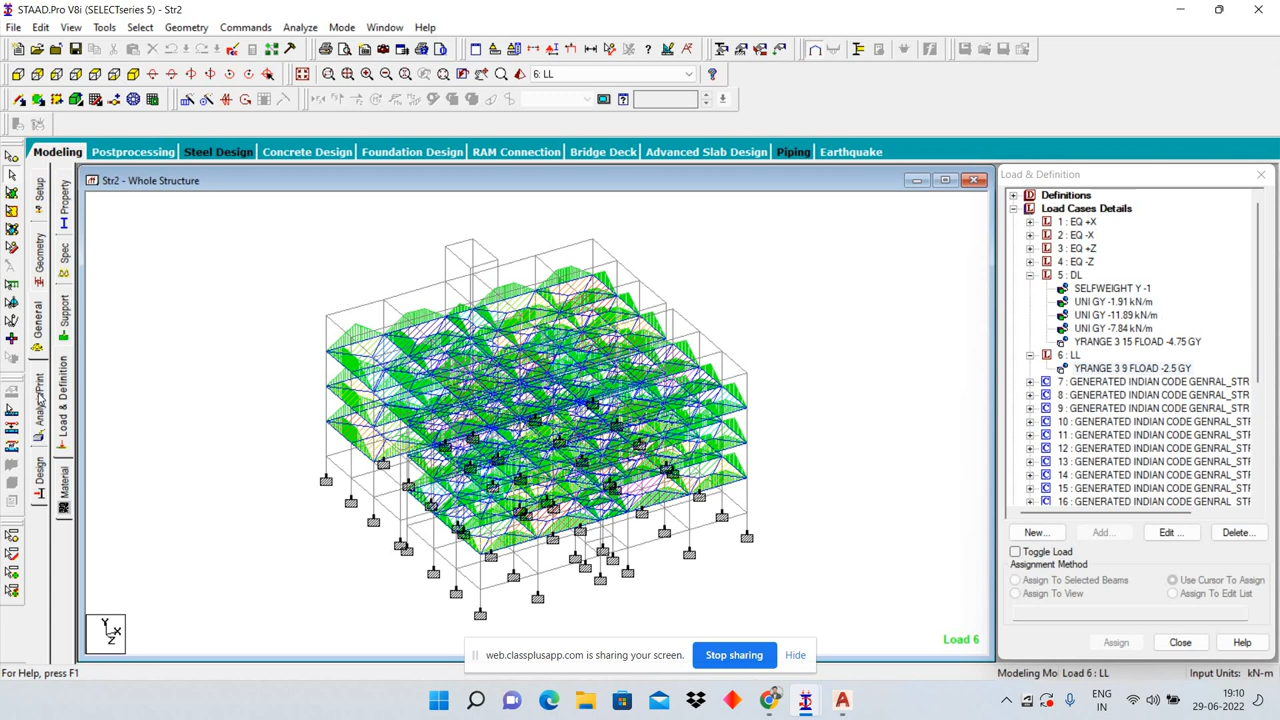 STAAD.Pro V8i (SELECTseries 5) - Str2
File Edit View Tools Select Geometry Commands Analyze Mode Window Help
6: LL
Modeling Postprocessing Steel Design Concrete Design Foundation Design RAM Connection Bridge Deck Advanced Slab Design Piping Earthquake
Setup
Geometry
General
Analysis/Print
Design
Property
Spec
Support
Load & Definition
Material
Str2 - Whole Structure
Load 6
Y
X
Z
Load & Definition
Definitions
Load Cases Details
1 : EQ +X
2 : EQ -X
3 : EQ +Z
4 : EQ -Z
5 : DL
SELFWEIGHT Y -1
UNI GY -1.91 kN/m
UNI GY -11.89 kN/m
UNI GY -7.84 kN/m
YRANGE 3 15 FLOAD -4.75 GY
6 : LL
YRANGE 3 9 FLOAD -2.5 GY
7 : GENERATED INDIAN CODE GENRAL_STR
8 : GENERATED INDIAN CODE GENRAL_STR
9 : GENERATED INDIAN CODE GENRAL_STR
10 : GENERATED INDIAN CODE GENRAL_STF
11 : GENERATED INDIAN CODE GENRAL_STF
12 : GENERATED INDIAN CODE GENRAL_STF
13 : GENERATED INDIAN CODE GENRAL_STF
14 : GENERATED INDIAN CODE GENRAL_STF
15 : GENERATED INDIAN CODE GENRAL_STF
16 : GENERATED INDIAN CODE GENRAL_STF
New... Add... Edit ... Delete...
Toggle Load
Assignment Method
Assign To Selected Beams Use Cursor To Assign
Assign To View Assign To Edit List
Assign Close Help
web.classplusapp.com is sharing your screen. Stop sharing Hide
For Help, press F1 Modeling Mo Load 6 : LL Input Units: kN-m
ENG
IN
19:10
29-06-2022